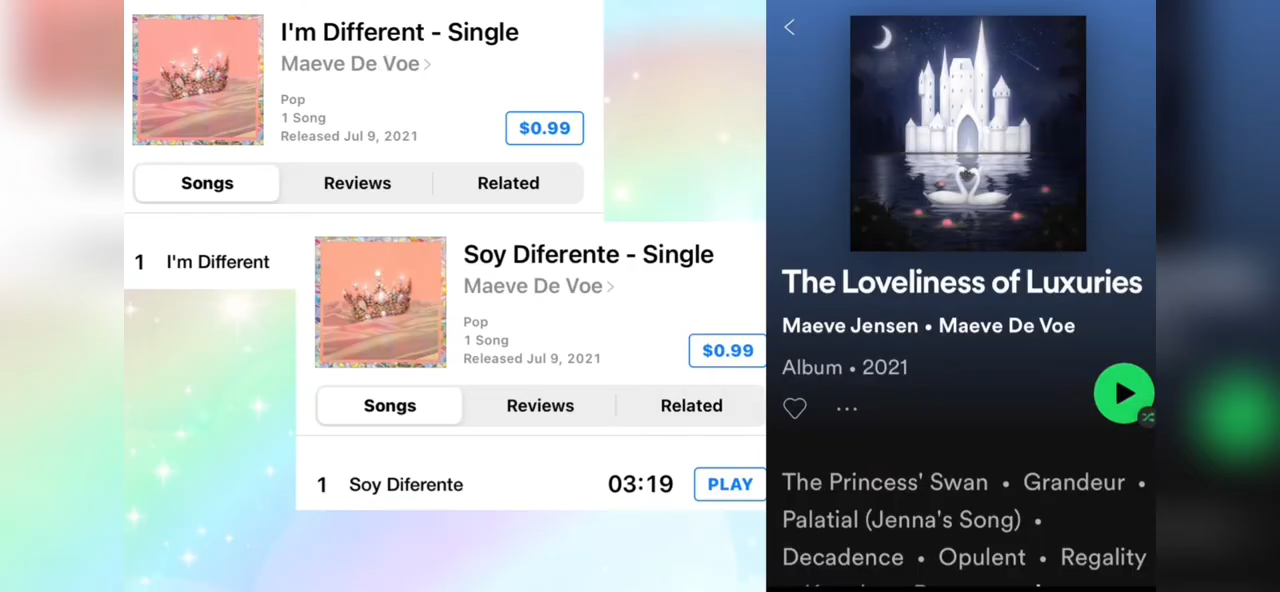 I'm Different - Single
Maeve De Voe
Pop
1 Song
Released Jul 9, 2021
$0.99
Songs Reviews Related
1 I'm Different
Soy Diferente - Single
Maeve De Voe
Pop
1 Song
Released Jul 9, 2021
$0.99
Songs Reviews Related
1 Soy Diferente 03:19 PLAY
The Loveliness of Luxuries
Maeve Jensen • Maeve De Voe
Album • 2021
The Princess' Swan • Grandeur •
Palatial (Jenna's Song) •
Decadence • Opulent • Regality